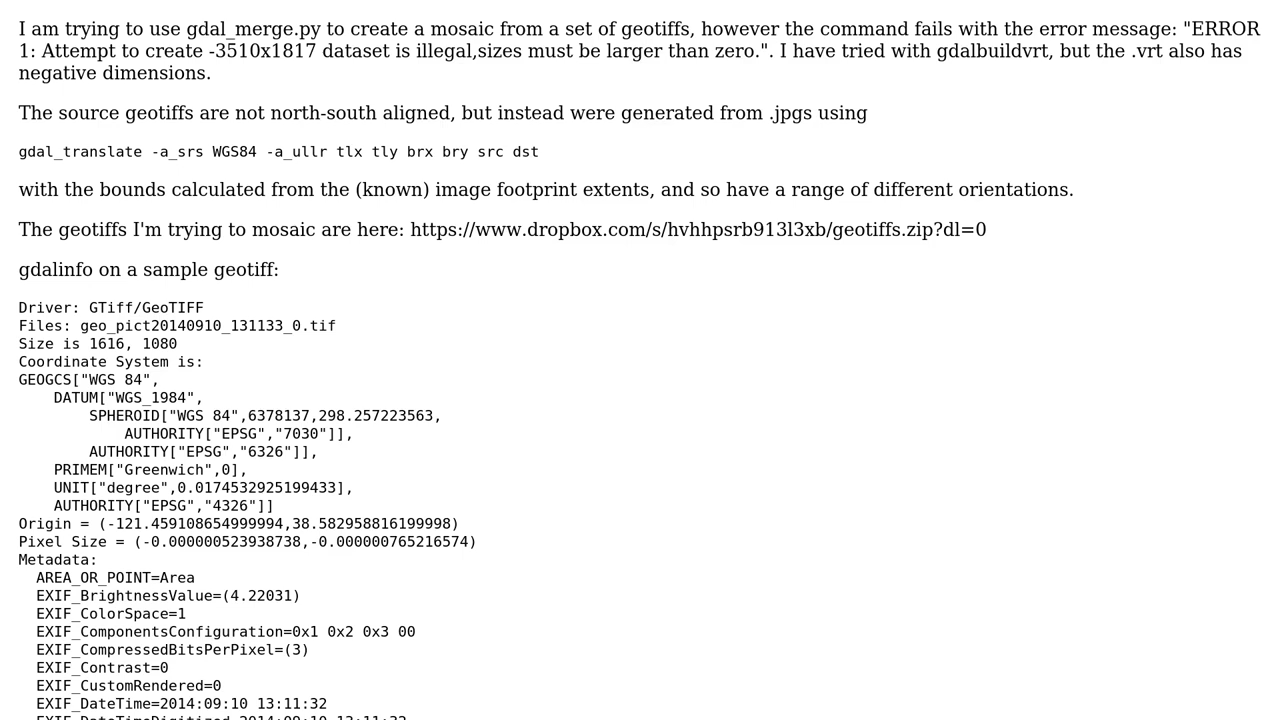 I am trying to use gdal_merge.py to create a mosaic from a set of geotiffs, however the command fails with the error message: "ERROR
1: Attempt to create -3510x1817 dataset is illegal,sizes must be larger than zero.". I have tried with gdalbuildvrt, but the .vrt also has
negative dimensions.
The source geotiffs are not north-south aligned, but instead were generated from .jpgs using
gdal_translate -a_srs WGS84 -a_ullr tlx tly brx bry src dst
with the bounds calculated from the (known) image footprint extents, and so have a range of different orientations.
The geotiffs I'm trying to mosaic are here: https://www.dropbox.com/s/hvhhpsrb913l3xb/geotiffs.zip?dl=0
gdalinfo on a sample geotiff:
Driver: GTiff/GeoTIFF
Files: geo_pict20140910_131133_0.tif
Size is 1616, 1080
Coordinate System is:
GEOGCS["WGS 84",
    DATUM["WGS_1984",
        SPHEROID["WGS 84",6378137,298.257223563,
            AUTHORITY["EPSG","7030"]],
        AUTHORITY["EPSG","6326"]],
    PRIMEM["Greenwich",0],
    UNIT["degree",0.0174532925199433],
    AUTHORITY["EPSG","4326"]]
Origin = (-121.459108654999994,38.582958816199998)
Pixel Size = (-0.000000523938738,-0.000000765216574)
Metadata:
  AREA_OR_POINT=Area
  EXIF_BrightnessValue=(4.22031)
  EXIF_ColorSpace=1
  EXIF_ComponentsConfiguration=0x1 0x2 0x3 00
  EXIF_CompressedBitsPerPixel=(3)
  EXIF_Contrast=0
  EXIF_CustomRendered=0
  EXIF_DateTime=2014:09:10 13:11:32